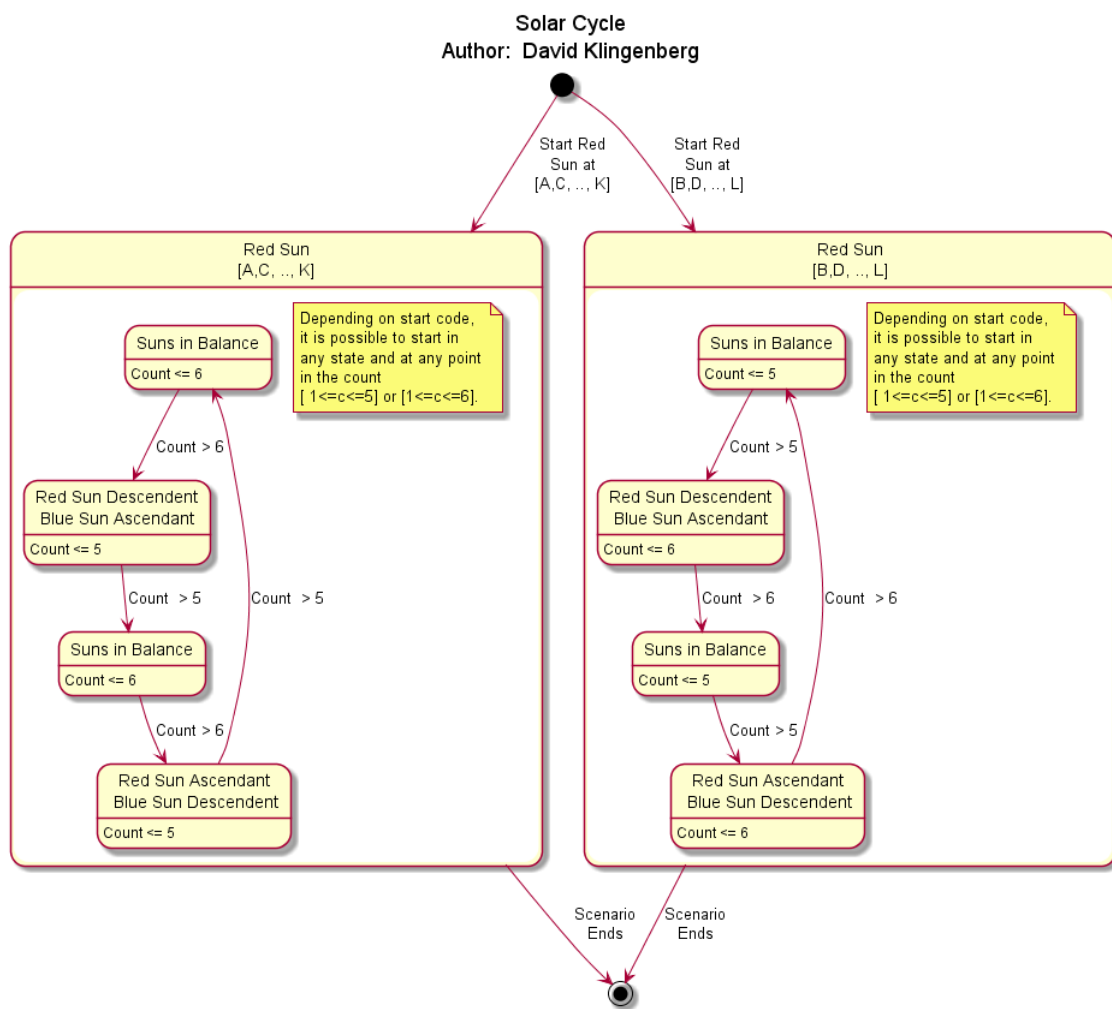 Solar Cycle
Author:  David Klingenberg
Start Red
Sun at
[A,C, .., K]
Start Red
Sun at
[B,D, .., L]
Red Sun
[A,C, .., K]
Depending on start code,
it is possible to start in
any state and at any point
in the count
[ 1<=c<=5] or [1<=c<=6].
Suns in Balance
Count <= 6
Count > 6
Red Sun Descendent
Blue Sun Ascendant
Count <= 5
Count  > 5
Count  > 5
Suns in Balance
Count <= 6
Count > 6
Red Sun Ascendant
Blue Sun Descendent
Count <= 5
Red Sun
[B,D, .., L]
Depending on start code,
it is possible to start in
any state and at any point
in the count
[ 1<=c<=5] or [1<=c<=6].
Suns in Balance
Count <= 5
Count > 5
Red Sun Descendent
Blue Sun Ascendant
Count <= 6
Count  > 6
Count  > 6
Suns in Balance
Count <= 5
Count > 5
Red Sun Ascendant
Blue Sun Descendent
Count <= 6
Scenario
Ends
Scenario
Ends